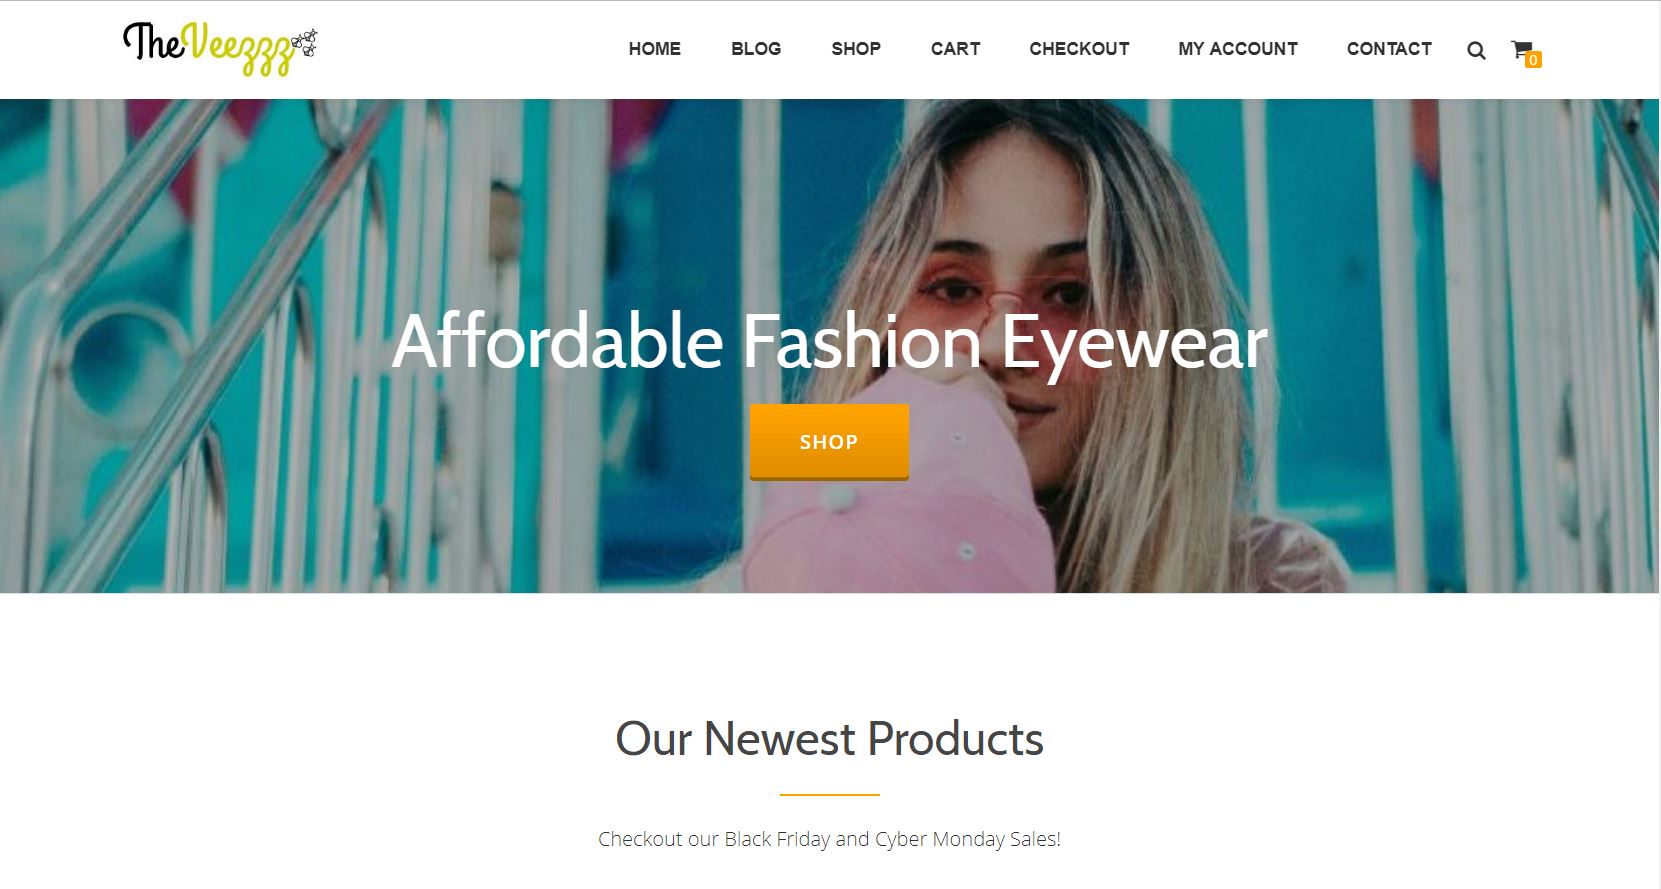 TheVeezzz
HOME BLOG SHOP CART CHECKOUT MY ACCOUNT CONTACT
0
Affordable Fashion Eyewear
SHOP
Our Newest Products
Checkout our Black Friday and Cyber Monday Sales!